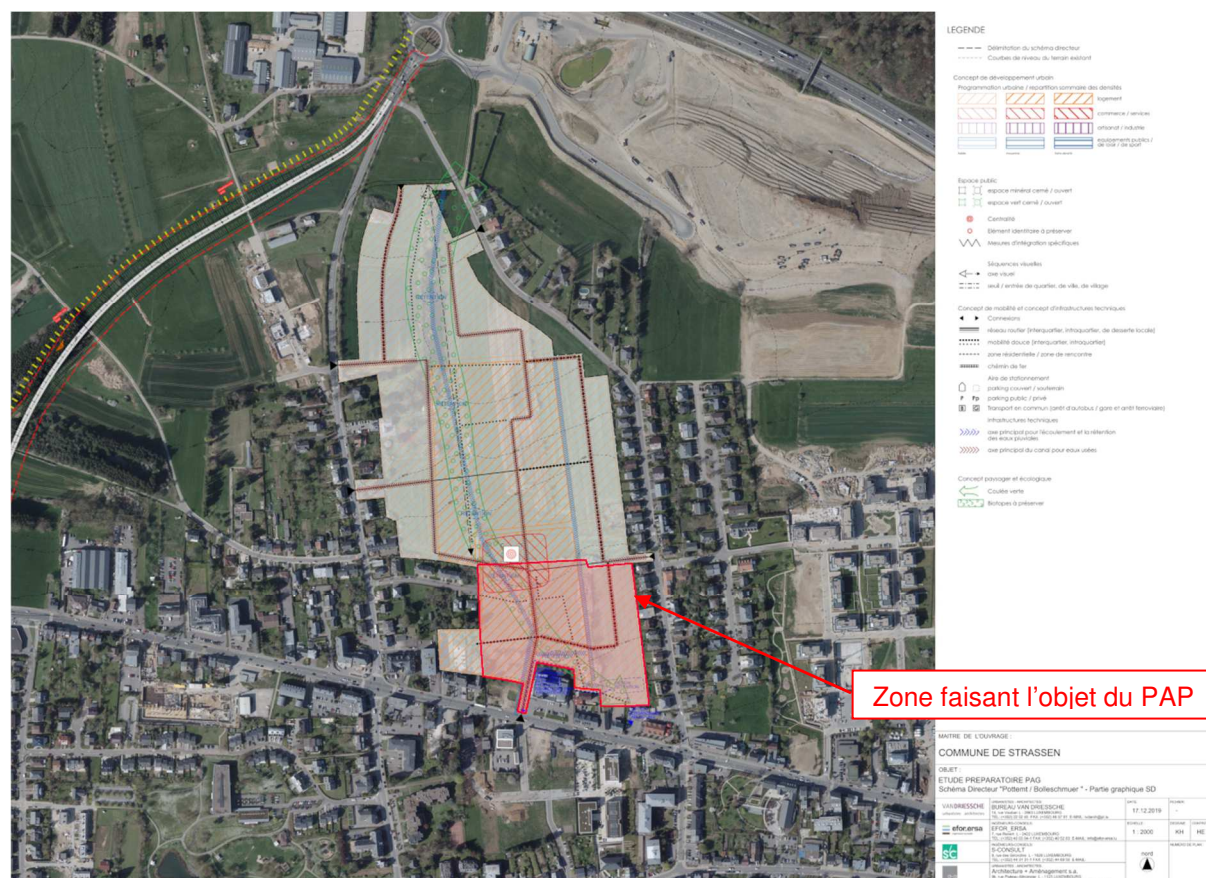 LEGENDE
Délimitation du schéma directeur
Courbes de niveau du terrain existant
Concept de développement urbain
Programmation urbaine / repartition sommaire des densités
logement
commerce / services
artisanat / industrie
équipements publics /
de loisir / de sport
Espace public
espace minéral cerné / ouvert
espace vert cerné / ouvert
Centralité
Elément identitaire à préserver
Mesures d'intégration spécifiques
Séquences visuelles
axe visuel
seuil / entrée de quartier, de ville, de village
Concept de mobilité et concept d'infrastructures techniques
Connexions
réseau routier (interquartier, intraquartier, de desserte locale)
mobilité douce (interquartier, intraquartier)
zone résidentielle / zone de rencontre
chemin de fer
Aire de stationnement
parking couvert / souterrain
P Pp parking public / privé
Transport en commun (arrêt d'autobus / gare et arrêt ferroviaire)
Infrastructures techniques
axe principal pour l'écoulement et la rétention
des eaux pluviales
axe principal du canal pour eaux usées
Concept paysager et écologique
Coulée verte
Biotopes à préserver
Zone faisant l'objet du PAP
MAITRE DE L'OUVRAGE :
COMMUNE DE STRASSEN
OBJET :
ETUDE PREPARATOIRE PAG
Schéma Directeur "Pottemt / Bolleschmuer " - Partie graphique SD
VANDRIESSCHE
BUREAU VAN DRIESSCHE
17.12.2019
efor.ersa
EFOR_ERSA
1 : 2000
KH
HE
S-CONSULT
nord
Architecture + Aménagement s.a.